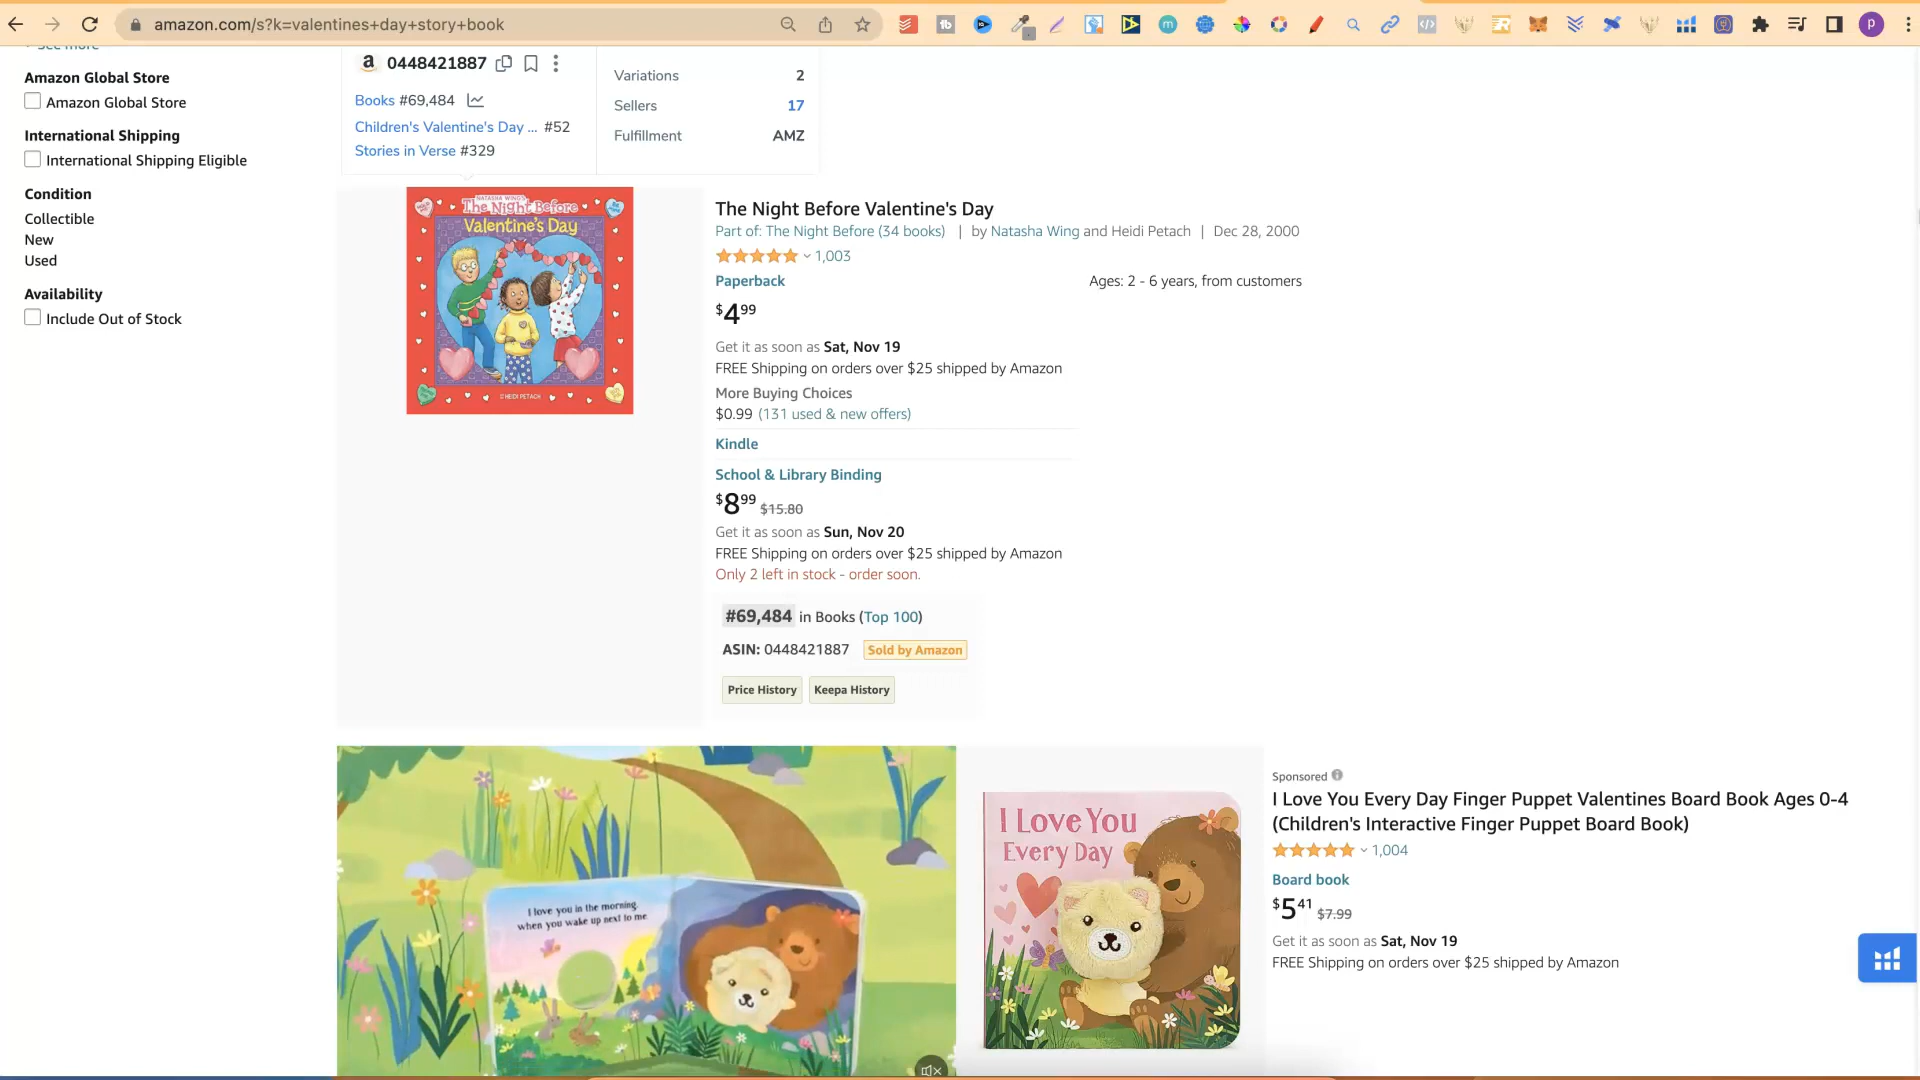 amazon.com/s?k=valentines+day+story+book
See more
Amazon Global Store
Amazon Global Store
International Shipping
International Shipping Eligible
Condition
Collectible
New
Used
Availability
Include Out of Stock
0448421887
Books #69,484
Children's Valentine's Day ... #52
Stories in Verse #329
Variations 2
Sellers 17
Fulfillment AMZ
NATASHA WING'S
The Night Before
Valentine's Day
HEIDI PETACH
The Night Before Valentine's Day
Part of: The Night Before (34 books) | by Natasha Wing and Heidi Petach | Dec 28, 2000
1,003
Paperback
Ages: 2 - 6 years, from customers
$4.99
Get it as soon as Sat, Nov 19
FREE Shipping on orders over $25 shipped by Amazon
More Buying Choices
$0.99 (131 used & new offers)
Kindle
School & Library Binding
$8.99 $15.80
Get it as soon as Sun, Nov 20
FREE Shipping on orders over $25 shipped by Amazon
Only 2 left in stock - order soon.
#69,484 in Books (Top 100)
ASIN: 0448421887 Sold by Amazon
Price History Keepa History
I love you in the morning,
when you wake up next to me
I Love You
Every Day
Sponsored
I Love You Every Day Finger Puppet Valentines Board Book Ages 0-4
(Children's Interactive Finger Puppet Board Book)
1,004
Board book
$5.41 $7.99
Get it as soon as Sat, Nov 19
FREE Shipping on orders over $25 shipped by Amazon